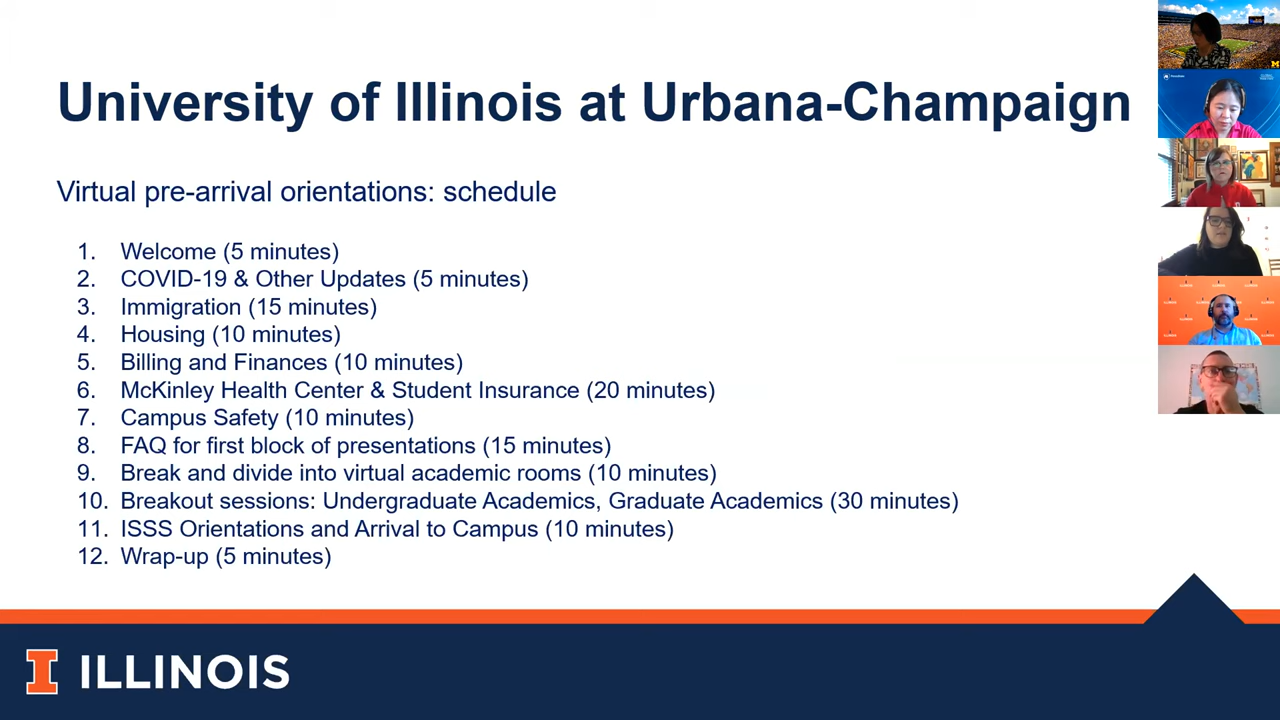 University of Illinois at Urbana-Champaign
Virtual pre-arrival orientations: schedule
1. Welcome (5 minutes)
2. COVID-19 & Other Updates (5 minutes)
3. Immigration (15 minutes)
4. Housing (10 minutes)
5. Billing and Finances (10 minutes)
6. McKinley Health Center & Student Insurance (20 minutes)
7. Campus Safety (10 minutes)
8. FAQ for first block of presentations (15 minutes)
9. Break and divide into virtual academic rooms (10 minutes)
10. Breakout sessions: Undergraduate Academics, Graduate Academics (30 minutes)
11. ISSS Orientations and Arrival to Campus (10 minutes)
12. Wrap-up (5 minutes)
I ILLINOIS